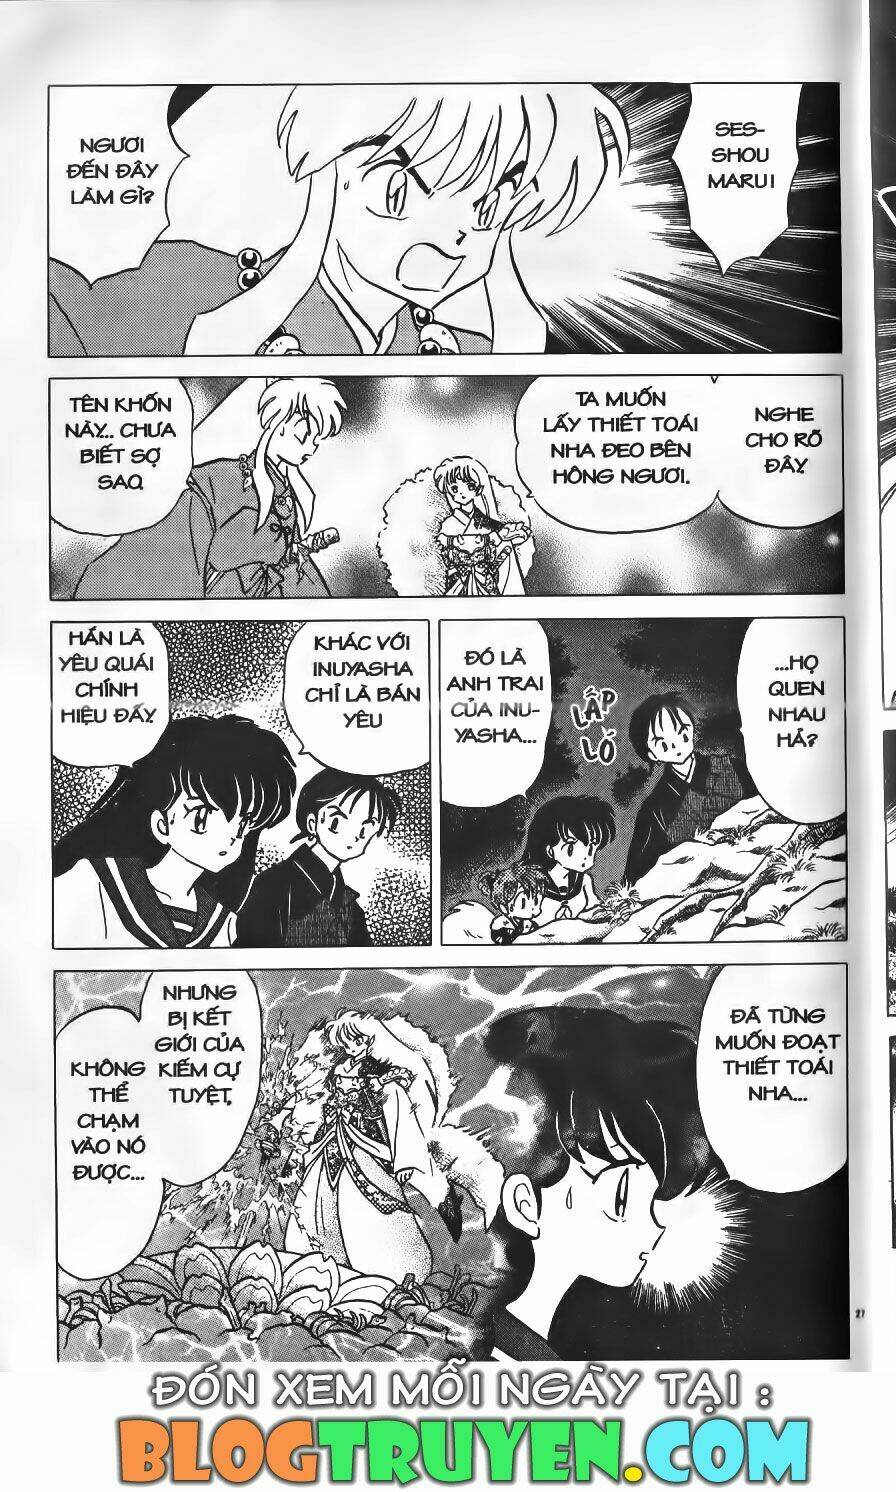 SES-
SHOU
MARU!
NGƯƠI
ĐẾN ĐÂY
LÀM GÌ?
NGHE
CHO RÕ
ĐÂY.
TA MUỐN
LẤY THIẾT TOÁI
NHA ĐEO BÊN
HÔNG NGƯƠI.
TÊN KHỐN
NÀY.. CHƯA
BIẾT SỢ
SAO.
...HỌ
QUEN
NHAU
HẢ?
LẤP
LÓ
ĐÓ LÀ
ANH TRAI
CỦA INU-
YASHA...
KHÁC VỚI
INUYASHA
CHỈ LÀ BÁN
YÊU
HẮN LÀ
YÊU QUÁI
CHÍNH
HIỆU ĐẤY.
ĐÃ TỪNG
MUỐN ĐOẠT
THIẾT TOÁI
NHA...
NHƯNG
BỊ KẾT
GIỚI CỦA
KIẾM CỰ
TUYỆT,
KHÔNG
THỂ
CHẠM
VÀO NÓ
ĐƯỢC...
27
ĐÓN XEM MỖI NGÀY TẠI :
BLOGTRUYEN.COM